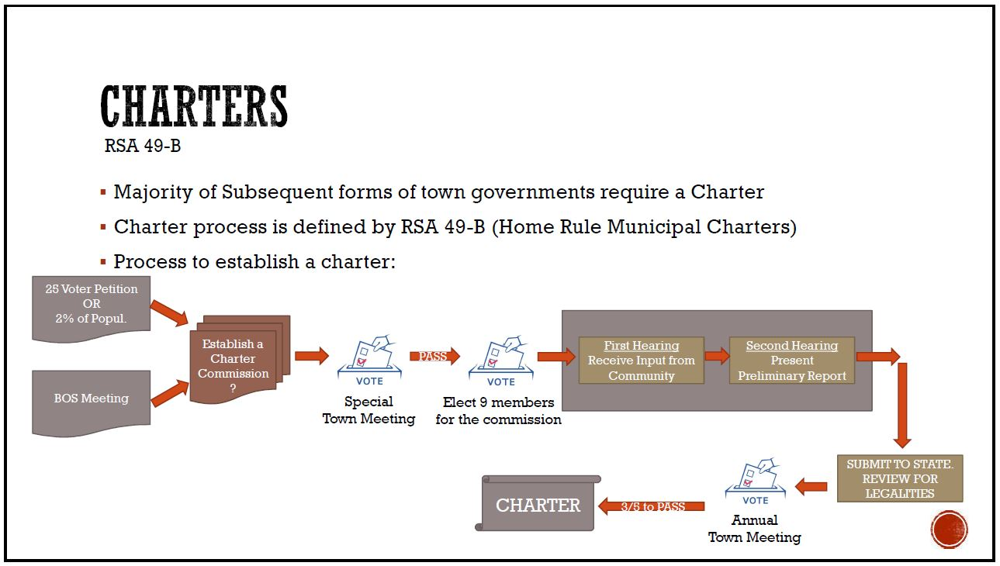 CHARTERS
RSA 49-B
Majority of Subsequent forms of town governments require a Charter
Charter process is defined by RSA 49-B (Home Rule Municipal Charters)
Process to establish a charter:
25 Voter Petition
OR
2% of Popul.
BOS Meeting
Establish a
Charter
Commission
?
VOTE
Special
Town Meeting
PASS
VOTE
Elect 9 members
for the commission
First Hearing
Receive Input from
Community
Second Hearing
Present
Preliminary Report
SUBMIT TO STATE.
REVIEW FOR
LEGALITIES
VOTE
Annual
Town Meeting
3/5 to PASS
CHARTER